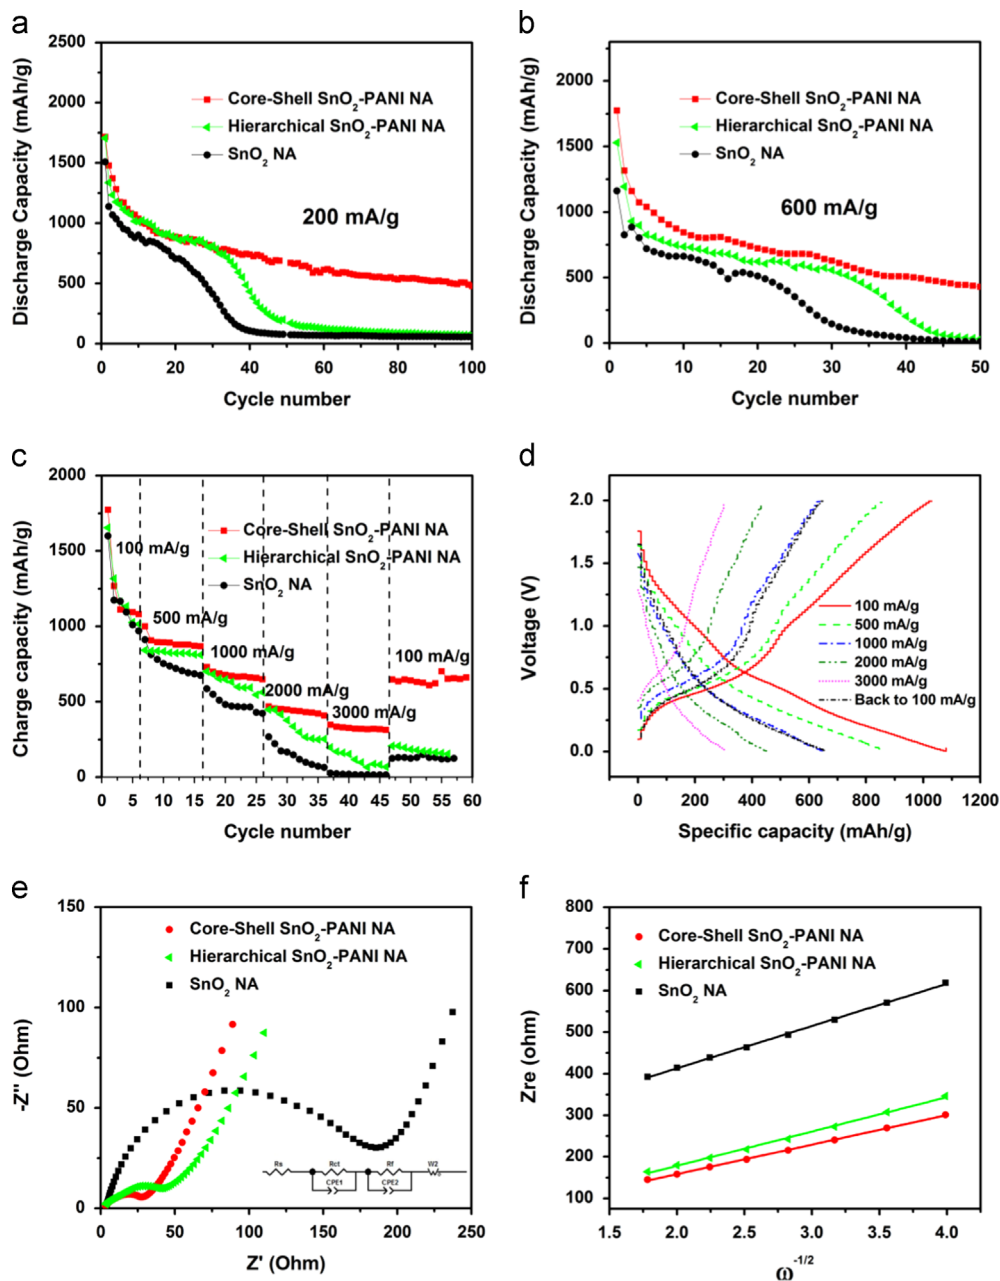 a
2500
2000
1500
1000
500
0
0
20
40
60
80
100
Discharge Capacity (mAh/g)
Cycle number
Core-Shell SnO2-PANI NA
Hierarchical SnO2-PANI NA
SnO2 NA
200 mA/g
b
2000
1500
1000
500
0
0
10
20
30
40
50
Discharge Capacity (mAh/g)
Cycle number
Core-Shell SnO2-PANI NA
Hierarchical SnO2-PANI NA
SnO2 NA
600 mA/g
c
2000
1500
1000
500
0
0
5
10
15
20
25
30
35
40
45
50
55
59
Charge capacity (mAh/g)
Cycle number
Core-Shell SnO2-PANI NA
Hierarchical SnO2-PANI NA
SnO2 NA
100 mA/g
500 mA/g
1000 mA/g
2000 mA/g
3000 mA/g
100 mA/g
d
2.0
1.5
1.0
0.5
0.0
0
200
400
600
800
1000
1200
Voltage (V)
Specific capacity (mAh/g)
100 mA/g
500 mA/g
1000 mA/g
2000 mA/g
3000 mA/g
Back to 100 mA/g
e
150
100
50
0
0
50
100
150
200
250
-Z'' (Ohm)
Z' (Ohm)
Core-Shell SnO2-PANI NA
Hierarchical SnO2-PANI NA
SnO2 NA
Rs
Rct
Rf
W2
CPE1
CPE2
f
800
700
600
500
400
300
200
100
1.5
2.0
2.5
3.0
3.5
4.0
Zre (ohm)
ω-1/2
Core-Shell SnO2-PANI NA
Hierarchical SnO2-PANI NA
SnO2 NA